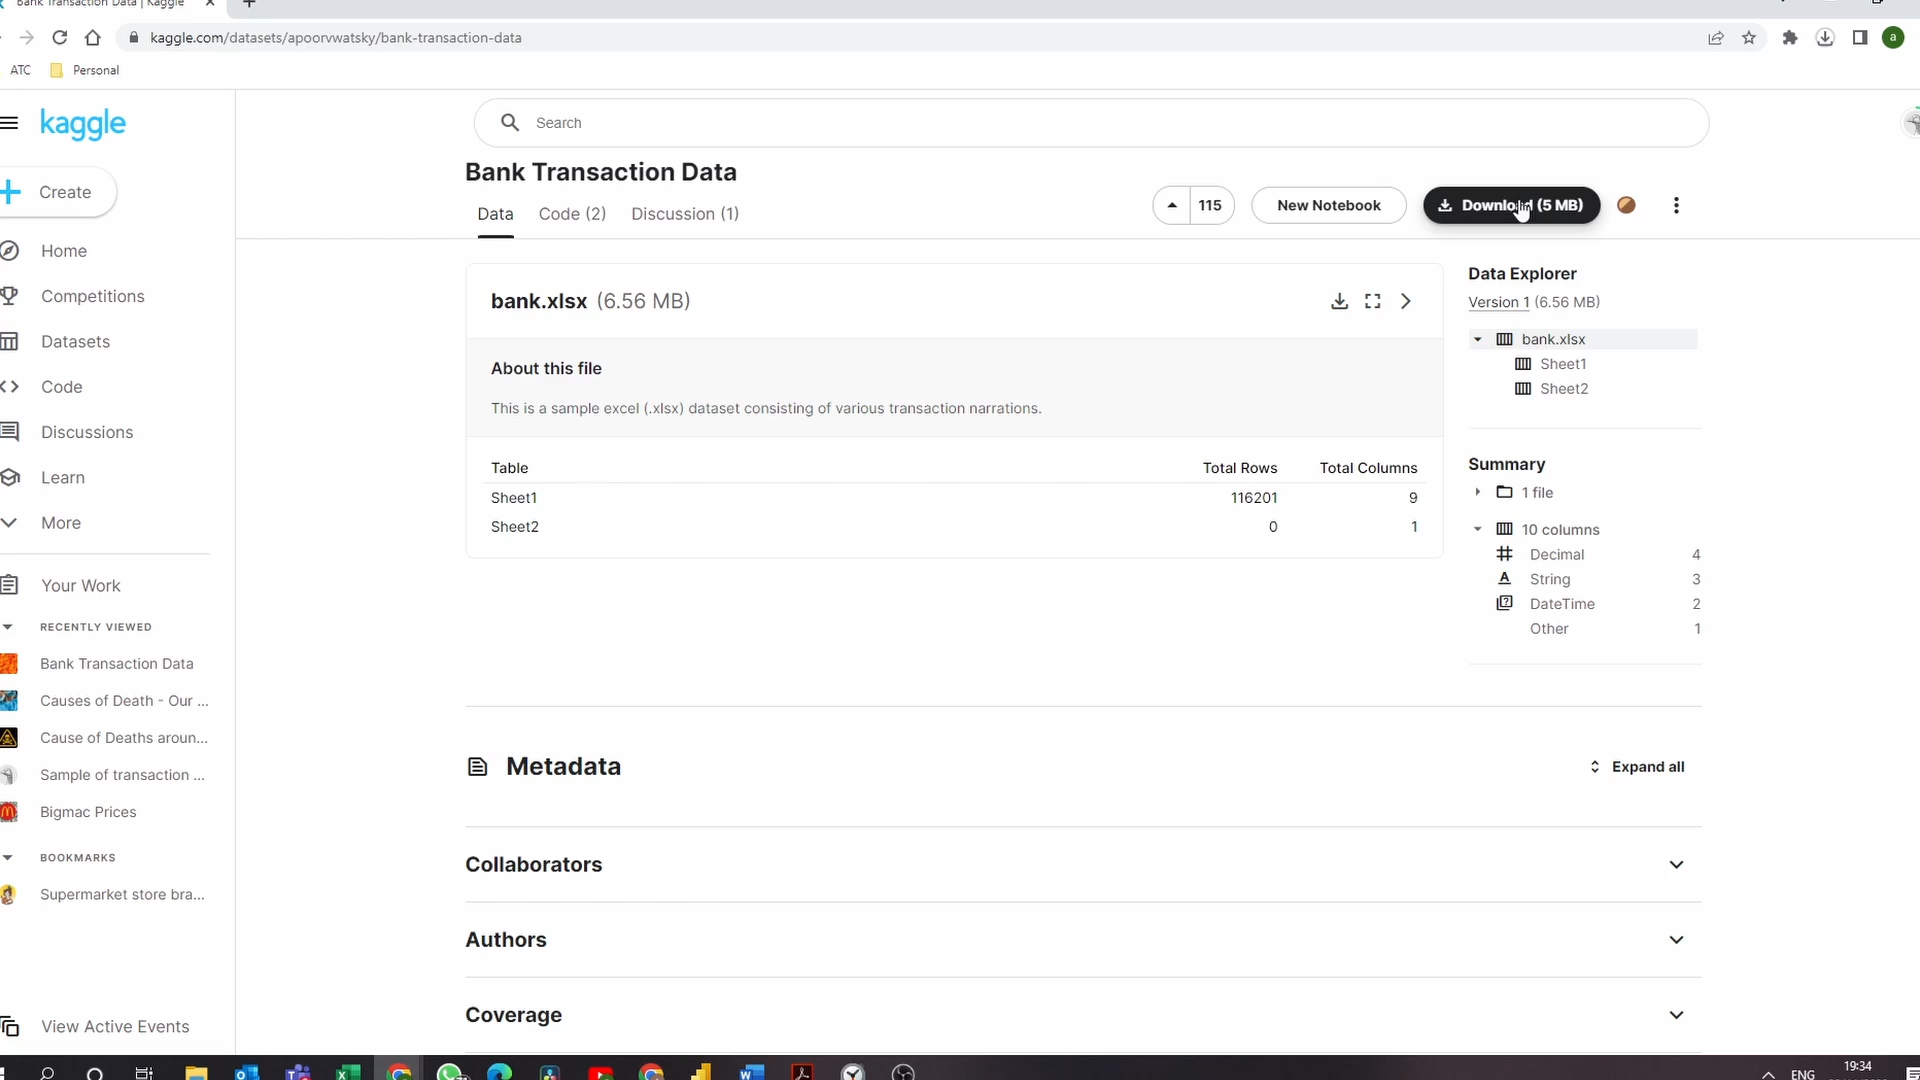 Bank Transaction Data | Kaggle
kaggle.com/datasets/apoorvwatsky/bank-transaction-data
a
ATC
Personal
kaggle
Search
Create
Home
Competitions
Datasets
Code
Discussions
Learn
More
Your Work
RECENTLY VIEWED
Bank Transaction Data
Causes of Death - Our ...
Cause of Deaths aroun...
Sample of transaction ...
Bigmac Prices
BOOKMARKS
Supermarket store bra...
View Active Events
Bank Transaction Data
Data Code (2) Discussion (1)
115
New Notebook
Download (5 MB)
bank.xlsx (6.56 MB)
About this file
This is a sample excel (.xlsx) dataset consisting of various transaction narrations.
Table Total Rows Total Columns
Sheet1 116201 9
Sheet2 0 1
Data Explorer
Version 1 (6.56 MB)
bank.xlsx
Sheet1
Sheet2
Summary
1 file
10 columns
Decimal 4
String 3
DateTime 2
Other 1
Metadata
Expand all
Collaborators
Authors
Coverage
ENG
19:34